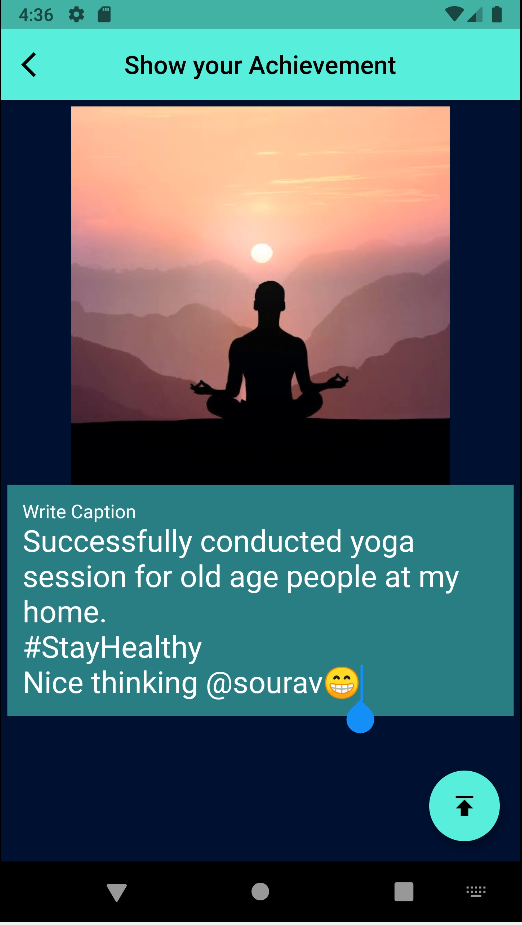 4:36
Show your Achievement
Write Caption
Successfully conducted yoga
session for old age people at my
home.
#StayHealthy
Nice thinking @sourav😁